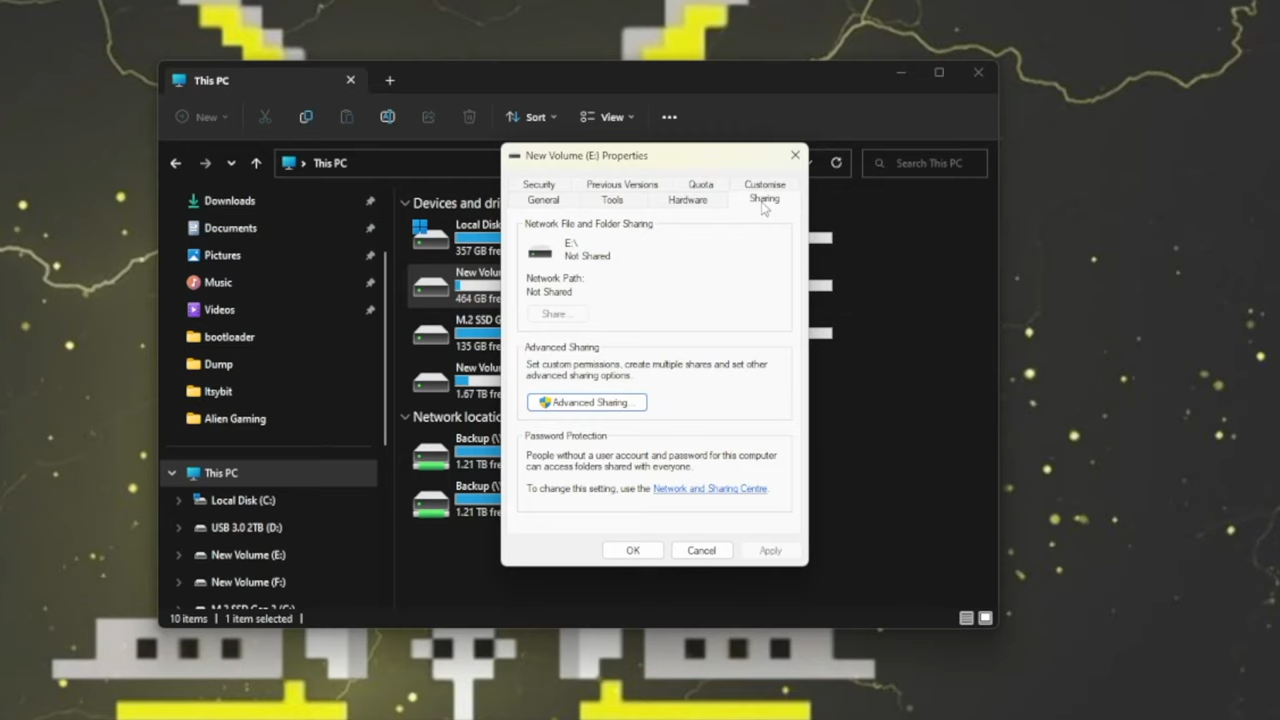 This PC
New
Sort
View
This PC
Search This PC
Downloads
Documents
Pictures
Music
Videos
bootloader
Dump
Itsybit
Alien Gaming
This PC
Local Disk (C:)
USB 3.0 2TB (D:)
New Volume (E:)
New Volume (F:)
10 items
1 item selected
Devices and dri
Local Disk
357 GB fre
New Volu
464 GB fre
M.2 SSD G
135 GB fre
New Volu
1.67 TB fre
Network locatio
Backup (\\
1.21 TB fre
Backup (\\
1.21 TB fre
New Volume (E:) Properties
Security
Previous Versions
Quota
Customise
General
Tools
Hardware
Sharing
Network File and Folder Sharing
E:\
Not Shared
Network Path:
Not Shared
Share...
Advanced Sharing
Set custom permissions, create multiple shares and set other
advanced sharing options.
Advanced Sharing...
Password Protection
People without a user account and password for this computer
can access folders shared with everyone.
To change this setting, use the Network and Sharing Centre.
OK
Cancel
Apply